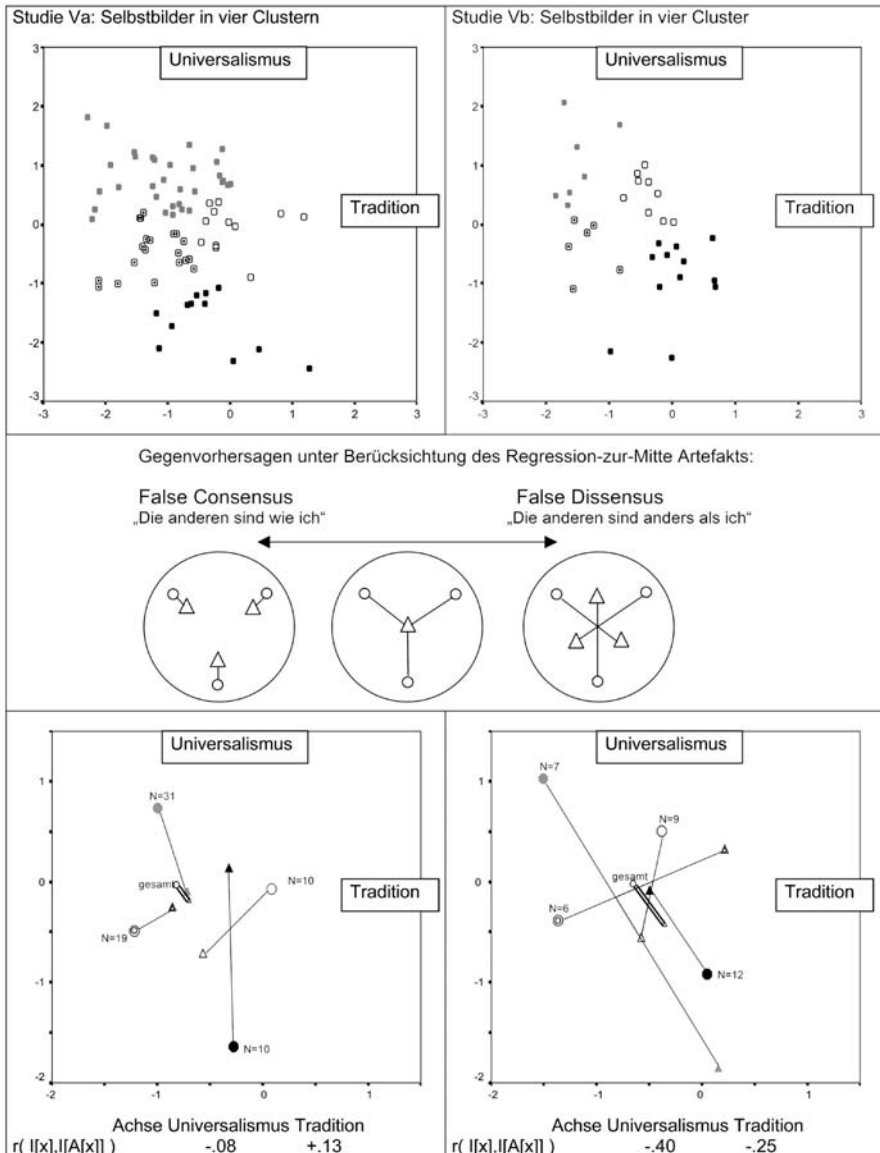 Studie Va: Selbstbilder in vier Clustern
Universalismus
Tradition
3
2
1
0
-1
-2
-3
-3 -2 -1 0 1 2 3
Studie Vb: Selbstbilder in vier Cluster
Universalismus
Tradition
3
2
1
0
-1
-2
-3
-3 -2 -1 0 1 2 3
Gegenvorhersagen unter Berücksichtung des Regression-zur-Mitte Artefakts:
False Consensus
„Die anderen sind wie ich“
False Dissensus
„Die anderen sind anders als ich“
Universalismus
N=31
1
gesamt
0
N=10
Tradition
N=19
-1
N=10
-2
-2 -1 0 1
Achse Universalismus Tradition
r( I[x],I[A[x]] ) -.08 +.13
Universalismus
N=7
1
N=9
gesamt
0
Tradition
N=6
N=12
-1
-2
-2 -1 0 1
Achse Universalismus Tradition
r( I[x],I[A[x]] ) -.40 -.25